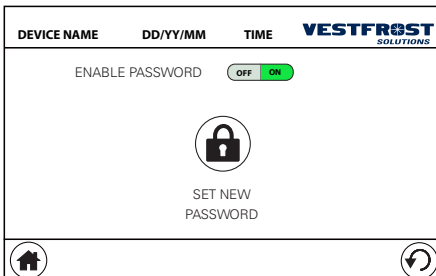 DEVICE NAME DD/YY/MM TIME VESTFROST
SOLUTIONS
ENABLE PASSWORD OFF ON
SET NEW
PASSWORD